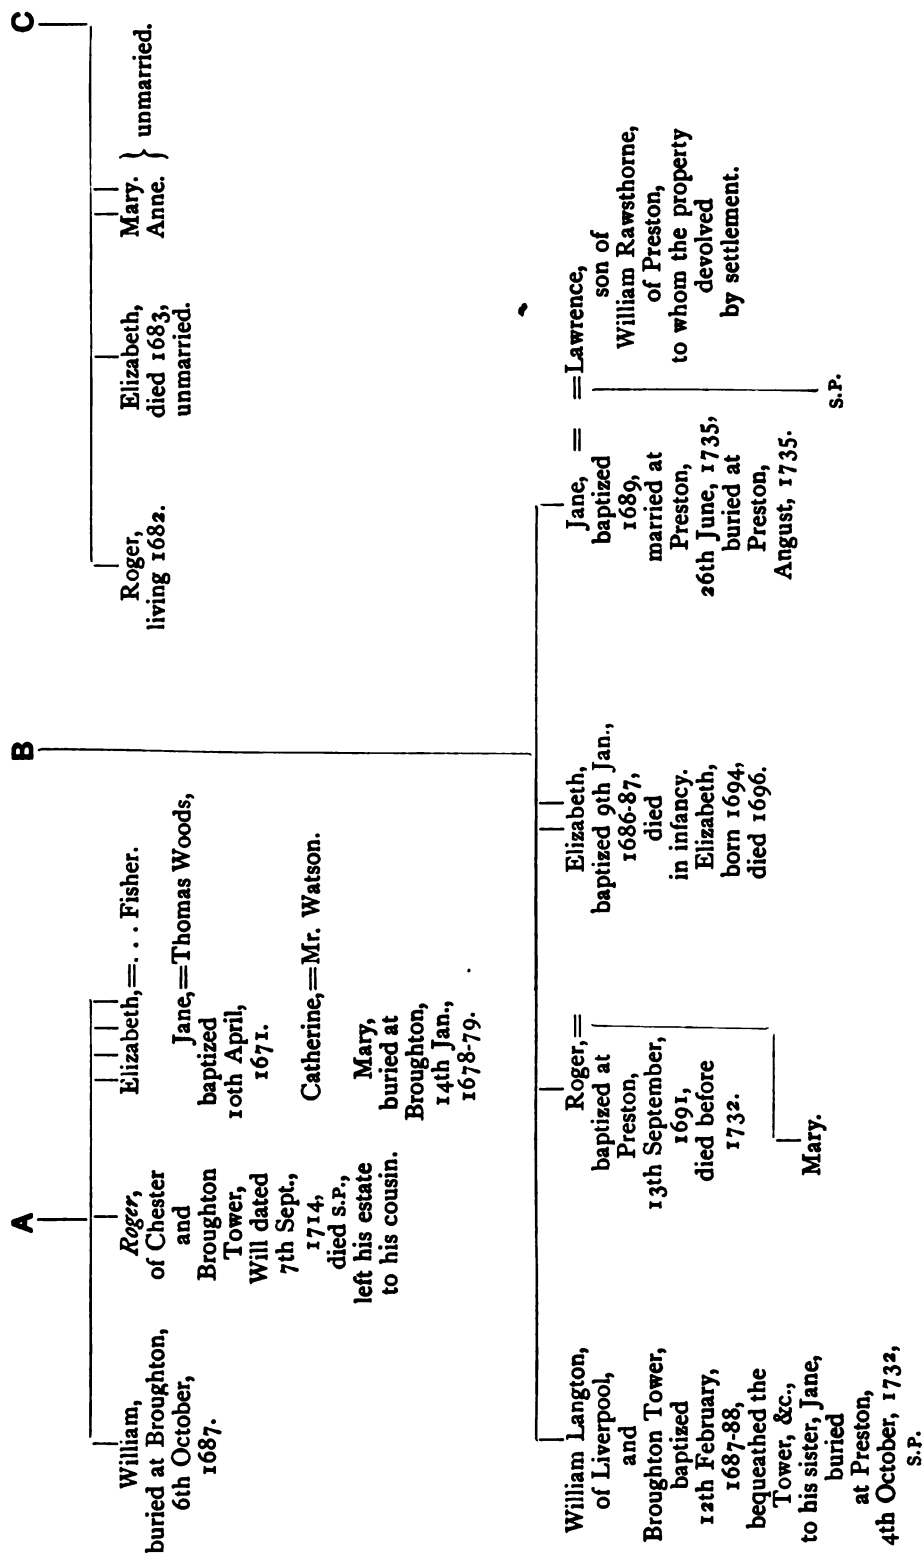 A
B
C
William,
buried at Broughton,
6th October,
1687.
Roger,
of Chester
and
Broughton
Tower,
Will dated
7th Sept.,
1714,
died s.P.,
left his estate
to his cousin.
Elizabeth,=. . . Fisher.
Jane,=Thomas Woods,
baptized
10th April,
1671.
Catherine,=Mr. Watson.
Mary,
buried at
Broughton,
14th Jan.,
1678-79.
Roger,
living 1682.
Elizabeth,
died 1683,
unmarried.
Mary.
Anne.
} unmarried.
William Langton,
of Liverpool,
and
Broughton Tower,
baptized
12th February,
1687-88,
bequeathed the
Tower, &c.,
to his sister, Jane,
buried
at Preston,
4th October, 1732,
s.P.
Roger,=
baptized at
Preston,
13th September,
1691,
died before
1732.
Mary.
Elizabeth,
baptized 9th Jan.,
1686-87,
died
in infancy.
Elizabeth,
born 1694,
died 1696.
Jane, = =Lawrence,
baptized
1689,
married at
Preston,
26th June, 1735,
buried at
Preston,
Angust, 1735.
son of
William Rawsthorne,
of Preston,
to whom the property
devolved
by settlement.
s.P.